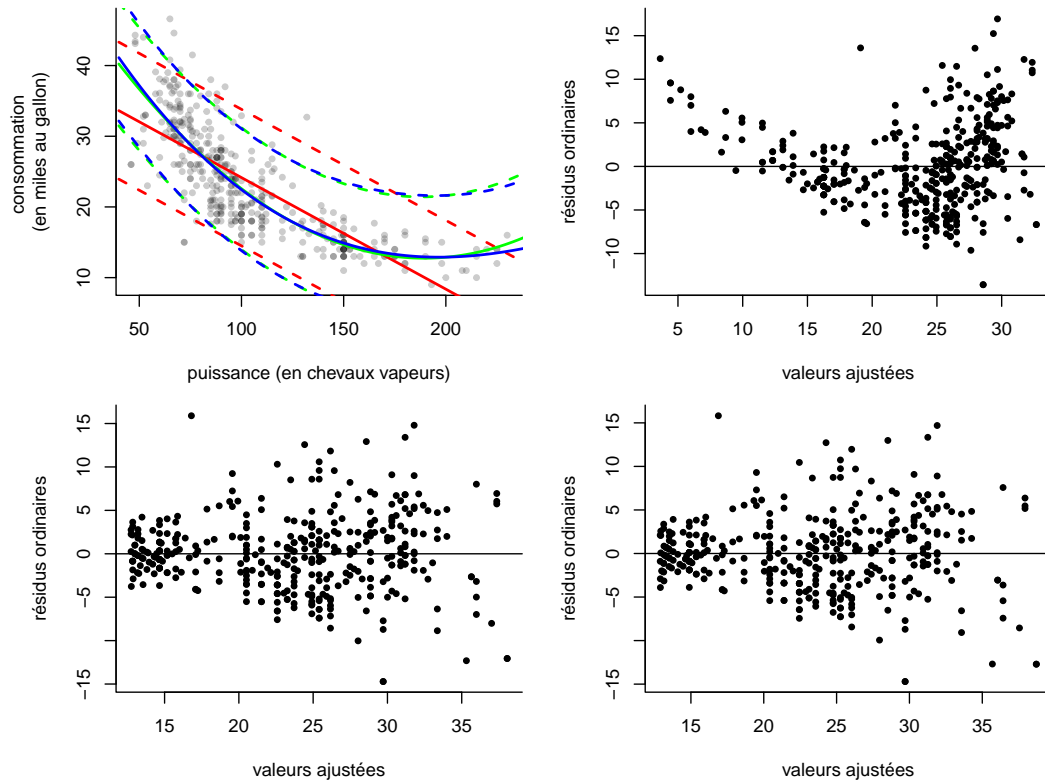 consommation
(en miles au gallon)
40
30
20
10
50 100 150 200
puissance (en chevaux vapeurs)
résidus ordinaires
15
10
5
0
−5
−10
5 10 15 20 25 30
valeurs ajustées
résidus ordinaires
15
10
5
0
−5
−15
15 20 25 30 35
valeurs ajustées
résidus ordinaires
15
10
5
0
−5
−15
15 20 25 30 35
valeurs ajustées